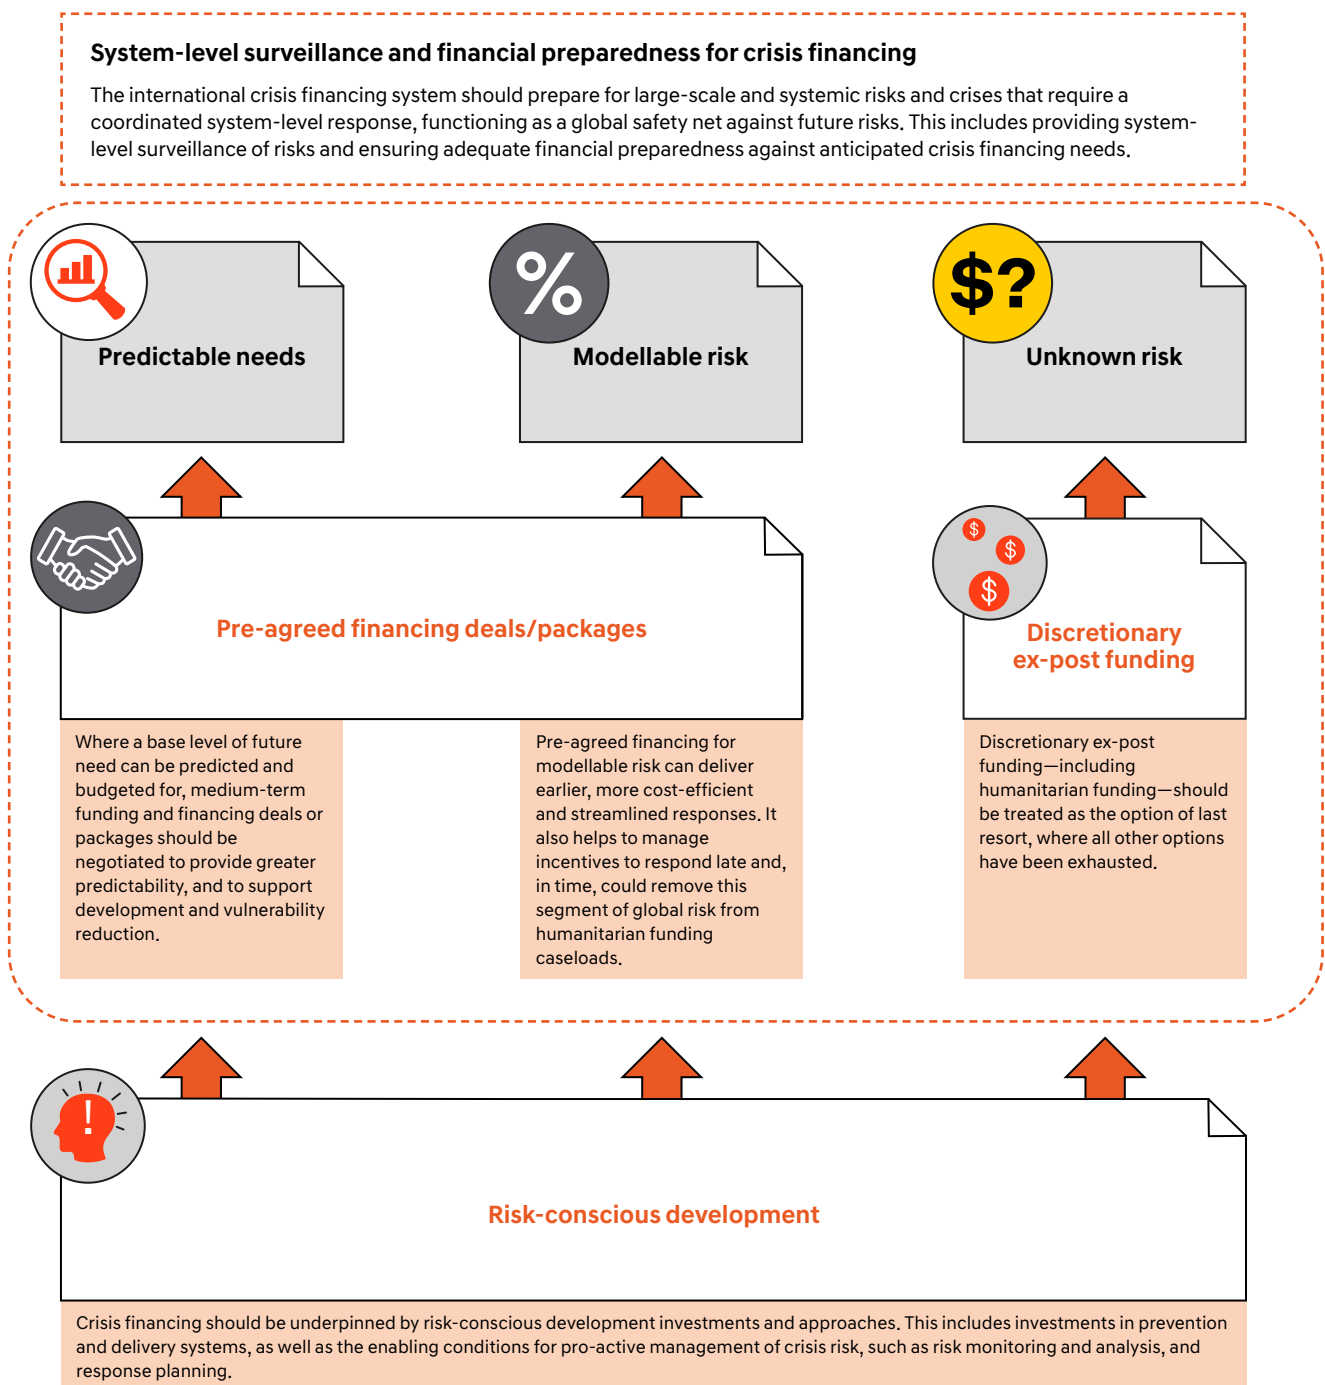 System-level surveillance and financial preparedness for crisis financing
The international crisis financing system should prepare for large-scale and systemic risks and crises that require a
coordinated system-level response, functioning as a global safety net against future risks. This includes providing system-
level surveillance of risks and ensuring adequate financial preparedness against anticipated crisis financing needs.
%
$?
Predictable needs
Modellable risk
Unknown risk
$
$
$
Pre-agreed financing deals/packages
Discretionary
ex-post funding
Where a base level of future
need can be predicted and
budgeted for, medium-term
funding and financing deals or
packages should be
negotiated to provide greater
predictability, and to support
development and vulnerability
reduction.
Pre-agreed financing for
modellable risk can deliver
earlier, more cost-efficient
and streamlined responses. It
also helps to manage
incentives to respond late and,
in time, could remove this
segment of global risk from
humanitarian funding
caseloads.
Discretionary ex-post
funding—including
humanitarian funding—should
be treated as the option of last
resort, where all other options
have been exhausted.
!
Risk-conscious development
Crisis financing should be underpinned by risk-conscious development investments and approaches. This includes investments in prevention
and delivery systems, as well as the enabling conditions for pro-active management of crisis risk, such as risk monitoring and analysis, and
response planning.